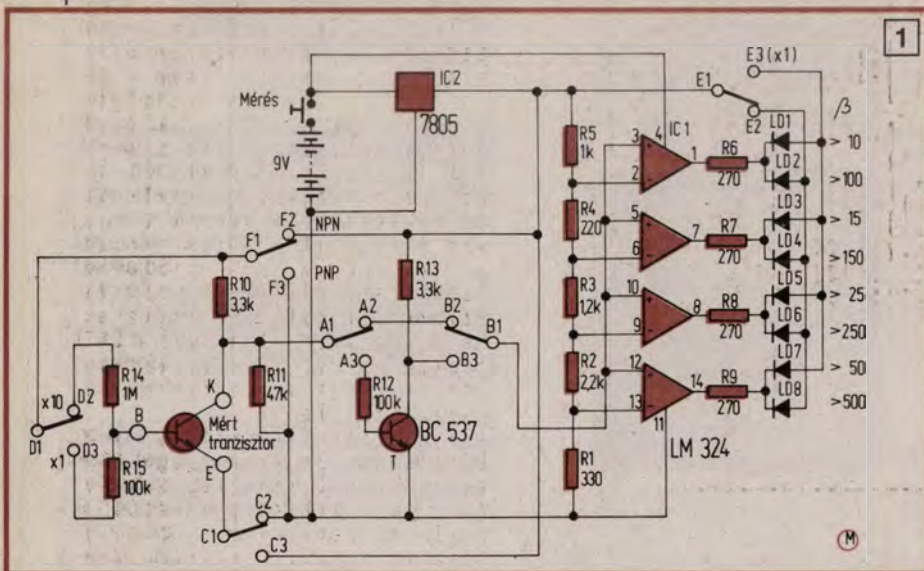 1
Mérés
9V
IC2
7805
E3 (x1)
E1
E2
β
LD1
> 10
LD2
>100
LD3
> 15
LD4
>150
LD5
> 25
LD6
>250
LD7
> 50
LD8
>500
R5
1k
R4
220
R3
1,2k
R2
2,2k
R1
330
IC1
3
4
2
1
5
6
7
10
9
8
12
13
14
11
LM 324
R6
270
R7
270
R8
270
R9
270
F1
F2
NPN
F3
PNP
R10
3,3k
R13
3,3k
A1
A2
A3
B2
B1
B3
R11
47k
R12
100k
BC 537
T
R14
1M
x10
D2
D1
D3
x1
R15
100k
B
K
Mért
tranzisztor
E
C1
C2
C3
M